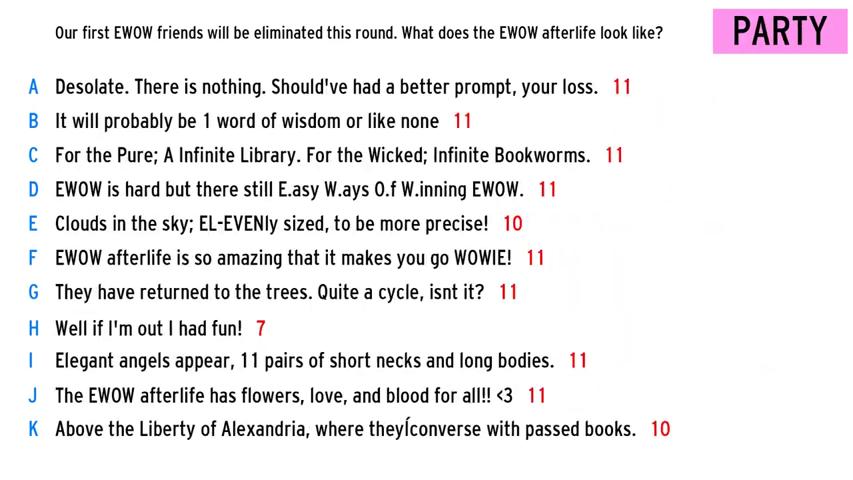 Our first EWOW friends will be eliminated this round. What does the EWOW afterlife look like?
PARTY
A Desolate. There is nothing. Should've had a better prompt, your loss. 11
B It will probably be 1 word of wisdom or like none 11
C For the Pure; A Infinite Library. For the Wicked; Infinite Bookworms. 11
D EWOW is hard but there still E.asy W.ays O.f W.inning EWOW. 11
E Clouds in the sky; EL-EVENly sized, to be more precise! 10
F EWOW afterlife is so amazing that it makes you go WOWIE! 11
G They have returned to the trees. Quite a cycle, isnt it? 11
H Well if I'm out I had fun! 7
I Elegant angels appear, 11 pairs of short necks and long bodies. 11
J The EWOW afterlife has flowers, love, and blood for all!! <3 11
K Above the Liberty of Alexandria, where theyÍconverse with passed books. 10